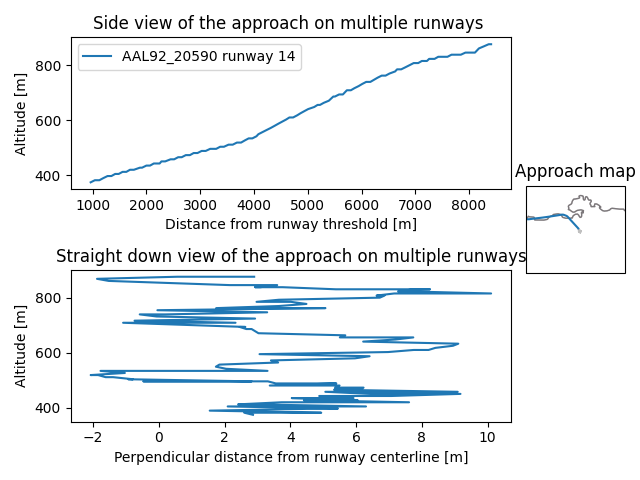 Side view of the approach on multiple runways
Altitude [m]
800
600
400
AAL92_20590 runway 14
1000 2000 3000 4000 5000 6000 7000 8000
Distance from runway threshold [m]
Approach map
Straight down view of the approach on multiple runways
Altitude [m]
800
600
400
−2 0 2 4 6 8 10
Perpendicular distance from runway centerline [m]